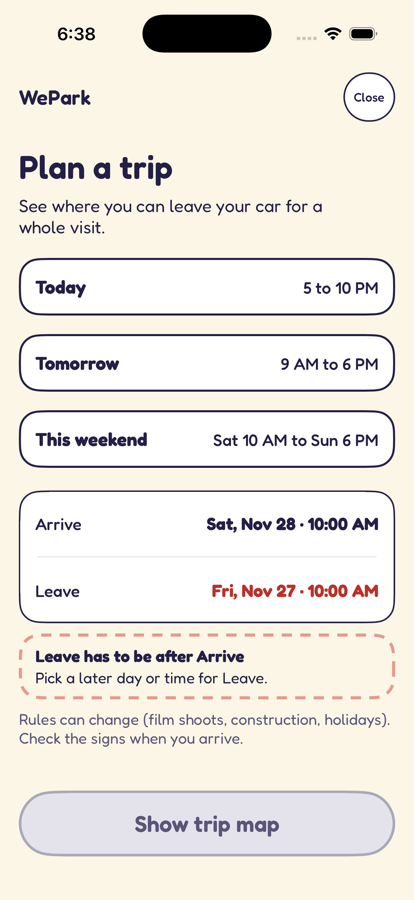 6:38
WePark
Close
Plan a trip
See where you can leave your car for a
whole visit.
Today
5 to 10 PM
Tomorrow
9 AM to 6 PM
This weekend
Sat 10 AM to Sun 6 PM
Arrive
Sat, Nov 28 · 10:00 AM
Leave
Fri, Nov 27 · 10:00 AM
Leave has to be after Arrive
Pick a later day or time for Leave.
Rules can change (film shoots, construction, holidays).
Check the signs when you arrive.
Show trip map